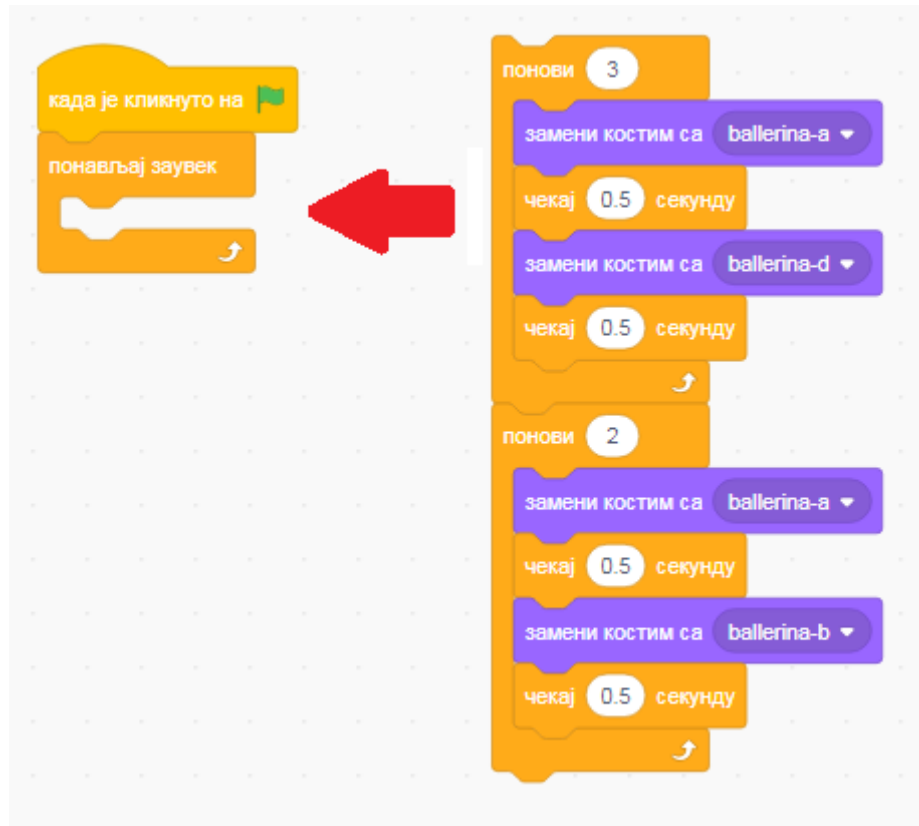 када је кликнуто на
понављај заувек
понови 3
замени костим са ballerina-a
чекај 0.5 секунду
замени костим са ballerina-d
чекај 0.5 секунду
понови 2
замени костим са ballerina-a
чекај 0.5 секунду
замени костим са ballerina-b
чекај 0.5 секунду